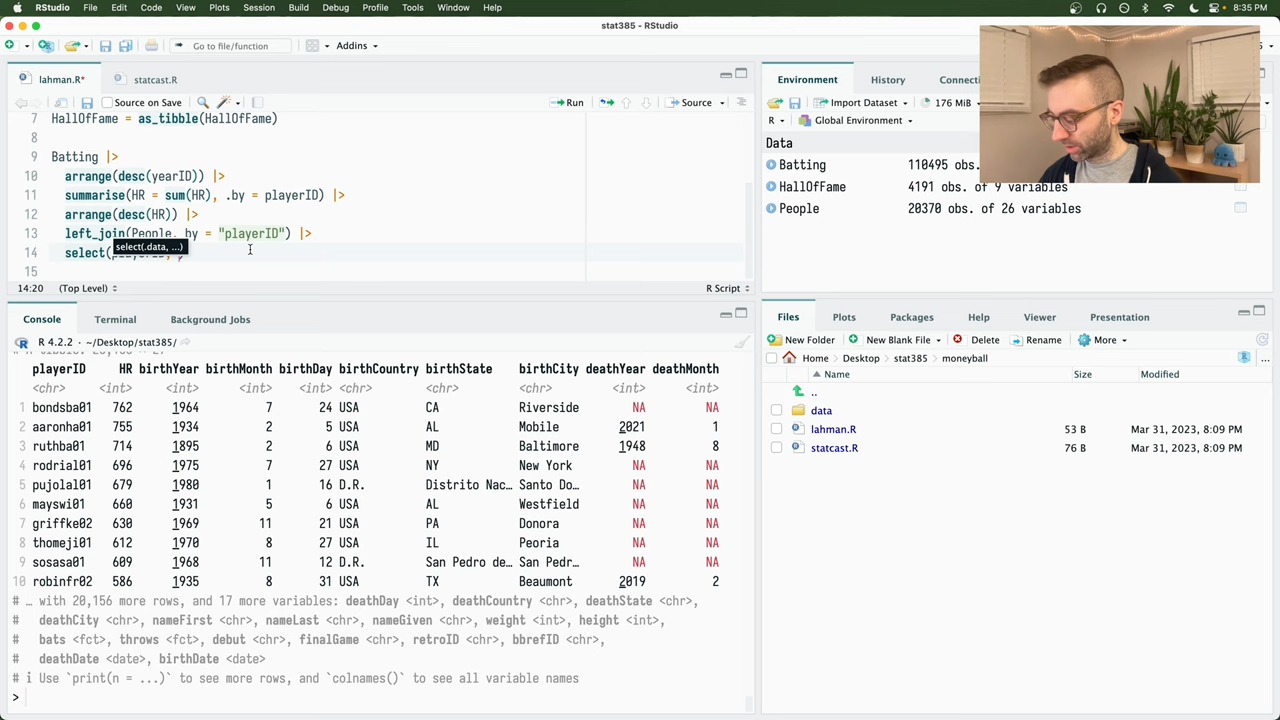 RStudio File Edit Code View Plots Session Build Debug Profile Tools Window Help
8:35 PM
stat385 - RStudio
Go to file/function
Addins
lahman.R*
statcast.R
Source on Save
Run
Source
7 HallOfFame = as_tibble(HallOfFame)
8
9 Batting |>
10 arrange(desc(yearID)) |>
11 summarise(HR = sum(HR), .by = playerID) |>
12 arrange(desc(HR)) |>
13 left_join(People, by = "playerID") |>
select(.data, ...)
14 select(
15
14:20 (Top Level)
R Script
Console
Terminal
Background Jobs
R 4.2.2 · ~/Desktop/stat385/
playerID HR birthYear birthMonth birthDay birthCountry birthState birthCity deathYear deathMonth
<chr> <int> <int> <int> <int> <chr> <chr> <chr> <int> <int>
1 bondsba01 762 1964 7 24 USA CA Riverside NA NA
2 aaronha01 755 1934 2 5 USA AL Mobile 2021 1
3 ruthba01 714 1895 2 6 USA MD Baltimore 1948 8
4 rodrial01 696 1975 7 27 USA NY New York NA NA
5 pujolal01 679 1980 1 16 D.R. Distrito Nac… Santo Do… NA NA
6 mayswi01 660 1931 5 6 USA AL Westfield NA NA
7 griffke02 630 1969 11 21 USA PA Donora NA NA
8 thomeji01 612 1970 8 27 USA IL Peoria NA NA
9 sosasa01 609 1968 11 12 D.R. San Pedro de… San Pedr… NA NA
10 robinfr02 586 1935 8 31 USA TX Beaumont 2019 2
# … with 20,156 more rows, and 17 more variables: deathDay <int>, deathCountry <chr>, deathState <chr>,
# deathCity <chr>, nameFirst <chr>, nameLast <chr>, nameGiven <chr>, weight <int>, height <int>,
# bats <fct>, throws <fct>, debut <chr>, finalGame <chr>, retroID <chr>, bbrefID <chr>,
# deathDate <date>, birthDate <date>
# ℹ Use `print(n = ...)` to see more rows, and `colnames()` to see all variable names
>
Environment
History
Import Dataset
176 MiB
R
Global Environment
Data
Batting 110495 obs.
HallOfFame 4191 obs. of 9 variables
People 20370 obs. of 26 variables
Files
Plots
Packages
Help
Viewer
Presentation
New Folder
New Blank File
Delete
Rename
More
Home
Desktop
stat385
moneyball
...
Name
Size
Modified
..
data
lahman.R 53 B Mar 31, 2023, 8:09 PM
statcast.R 76 B Mar 31, 2023, 8:09 PM